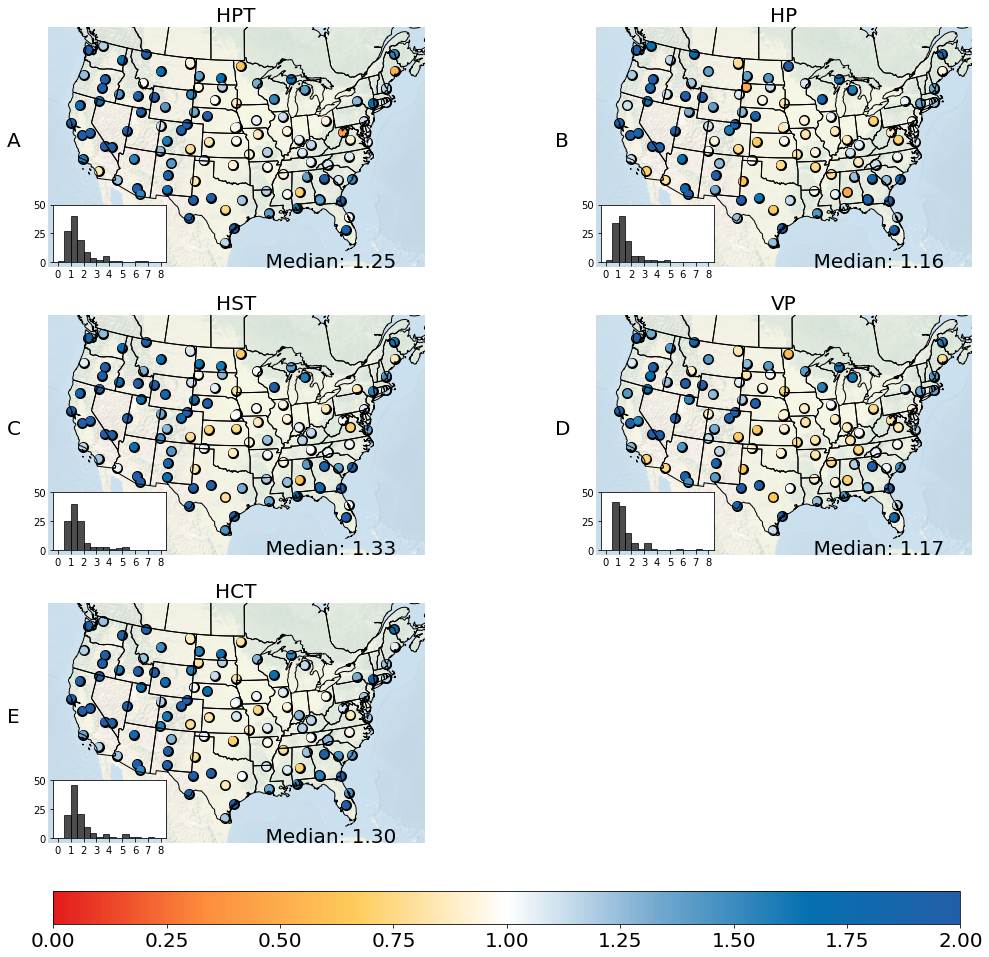 HPT
HP
A
B
50
25
0
0 1 2 3 4 5 6 7 8
Median: 1.25
50
25
0
0 1 2 3 4 5 6 7 8
Median: 1.16
HST
VP
C
D
50
25
0
0 1 2 3 4 5 6 7 8
Median: 1.33
50
25
0
0 1 2 3 4 5 6 7 8
Median: 1.17
HCT
E
50
25
0
0 1 2 3 4 5 6 7 8
Median: 1.30
0.00 0.25 0.50 0.75 1.00 1.25 1.50 1.75 2.00